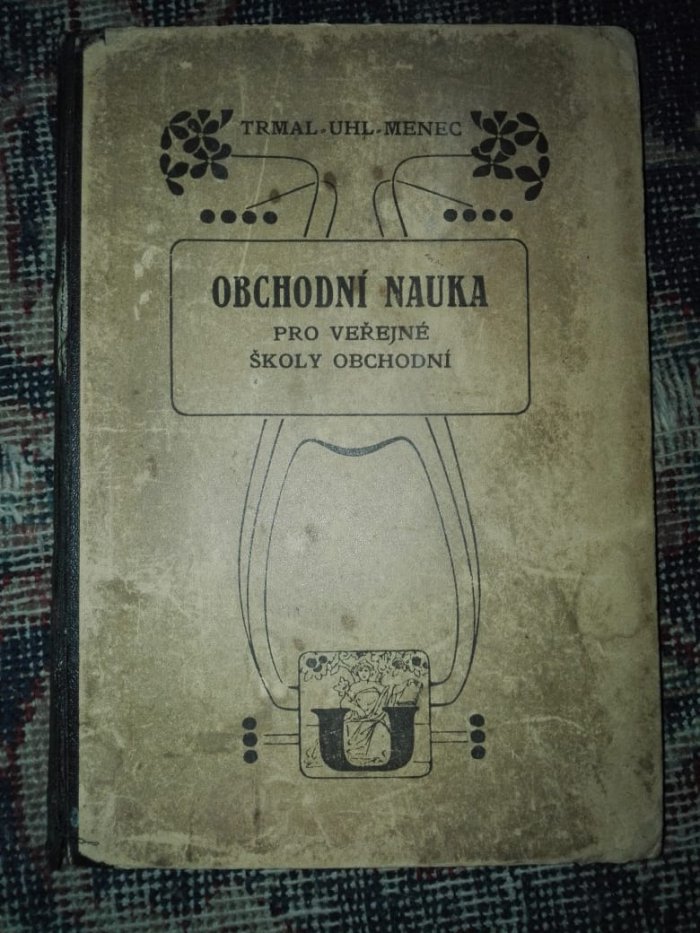 TRMAL-UHL-MENEC
OBCHODNÍ NAUKA
PRO VEŘEJNÉ
ŠKOLY OBCHODNÍ
U